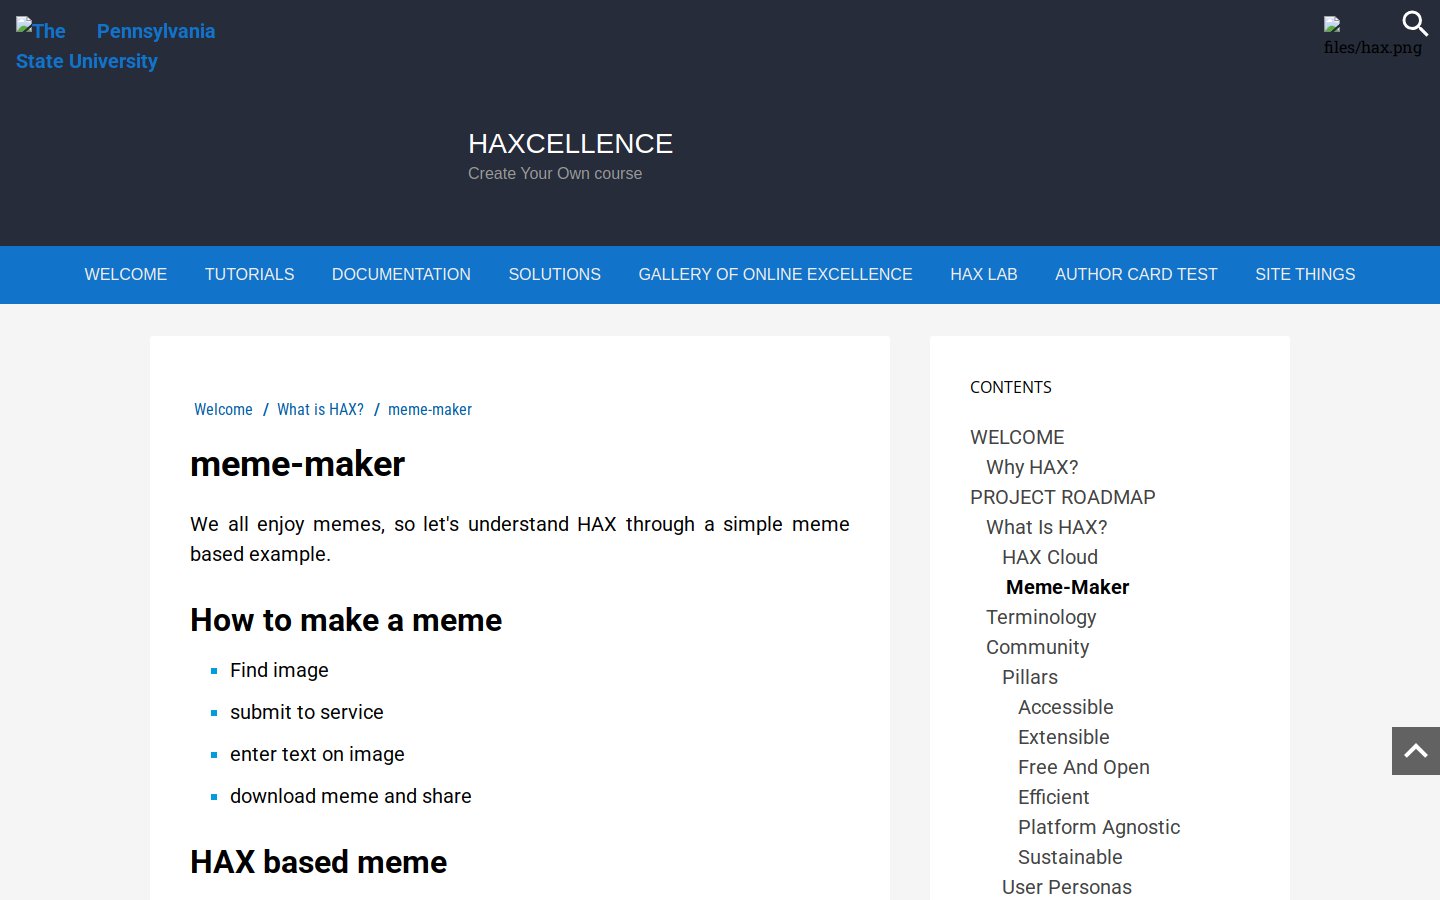 The Pennsylvania
State University
files/hax.png
HAXCELLENCE
Create Your Own course
WELCOME TUTORIALS DOCUMENTATION SOLUTIONS GALLERY OF ONLINE EXCELLENCE HAX LAB AUTHOR CARD TEST SITE THINGS
Welcome / What is HAX? / meme-maker
meme-maker
We all enjoy memes, so let's understand HAX through a simple meme
based example.
How to make a meme
Find image
submit to service
enter text on image
download meme and share
HAX based meme
CONTENTS
WELCOME
Why HAX?
PROJECT ROADMAP
What Is HAX?
HAX Cloud
Meme-Maker
Terminology
Community
Pillars
Accessible
Extensible
Free And Open
Efficient
Platform Agnostic
Sustainable
User Personas